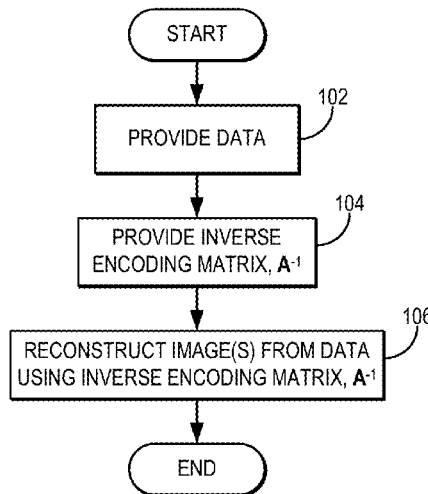 START
102
PROVIDE DATA
104
PROVIDE INVERSE
ENCODING MATRIX, A⁻¹
106
RECONSTRUCT IMAGE(S) FROM DATA
USING INVERSE ENCODING MATRIX, A⁻¹
END